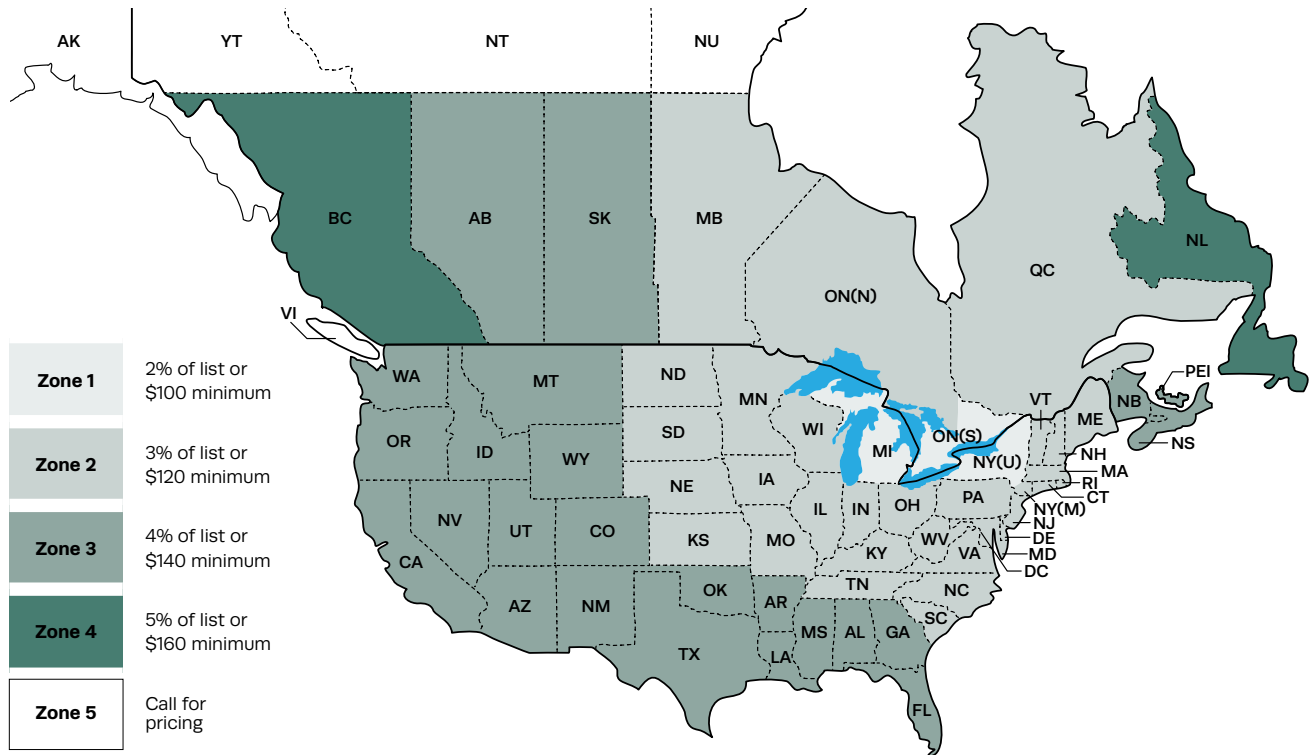 AK
YT
NT
NU
BC
AB
SK
MB
ON(N)
QC
NL
VI
Zone 1
2% of list or
$100 minimum
Zone 2
3% of list or
$120 minimum
Zone 3
4% of list or
$140 minimum
Zone 4
5% of list or
$160 minimum
Zone 5
Call for
pricing
WA
MT
ND
MN
OR
ID
WY
SD
WI
MI
ON(S)
NY(U)
VT
ME
NB
PEI
NS
NH
MA
RI
CT
NY(M)
NJ
DE
MD
DC
NV
UT
CO
NE
IA
IL
IN
OH
PA
CA
KS
MO
KY
WV
VA
AZ
NM
OK
AR
TN
NC
SC
TX
LA
MS
AL
GA
FL